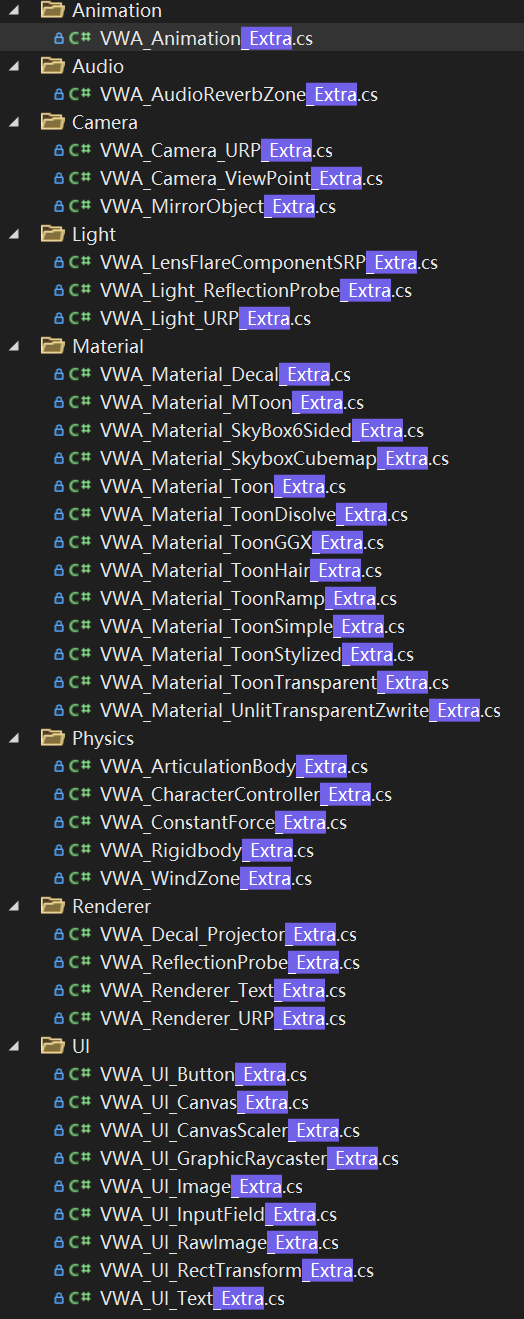 Animation
C# VWA_Animation_Extra.cs
Audio
C# VWA_AudioReverbZone_Extra.cs
Camera
C# VWA_Camera_URP_Extra.cs
C# VWA_Camera_ViewPoint_Extra.cs
C# VWA_MirrorObject_Extra.cs
Light
C# VWA_LensFlareComponentSRP_Extra.cs
C# VWA_Light_ReflectionProbe_Extra.cs
C# VWA_Light_URP_Extra.cs
Material
C# VWA_Material_Decal_Extra.cs
C# VWA_Material_MToon_Extra.cs
C# VWA_Material_SkyBox6Sided_Extra.cs
C# VWA_Material_SkyboxCubemap_Extra.cs
C# VWA_Material_Toon_Extra.cs
C# VWA_Material_ToonDisolve_Extra.cs
C# VWA_Material_ToonGGX_Extra.cs
C# VWA_Material_ToonHair_Extra.cs
C# VWA_Material_ToonRamp_Extra.cs
C# VWA_Material_ToonSimple_Extra.cs
C# VWA_Material_ToonStylized_Extra.cs
C# VWA_Material_ToonTransparent_Extra.cs
C# VWA_Material_UnlitTransparentZwrite_Extra.cs
Physics
C# VWA_ArticulationBody_Extra.cs
C# VWA_CharacterController_Extra.cs
C# VWA_ConstantForce_Extra.cs
C# VWA_Rigidbody_Extra.cs
C# VWA_WindZone_Extra.cs
Renderer
C# VWA_Decal_Projector_Extra.cs
C# VWA_ReflectionProbe_Extra.cs
C# VWA_Renderer_Text_Extra.cs
C# VWA_Renderer_URP_Extra.cs
UI
C# VWA_UI_Button_Extra.cs
C# VWA_UI_Canvas_Extra.cs
C# VWA_UI_CanvasScaler_Extra.cs
C# VWA_UI_GraphicRaycaster_Extra.cs
C# VWA_UI_Image_Extra.cs
C# VWA_UI_InputField_Extra.cs
C# VWA_UI_RawImage_Extra.cs
C# VWA_UI_RectTransform_Extra.cs
C# VWA_UI_Text_Extra.cs